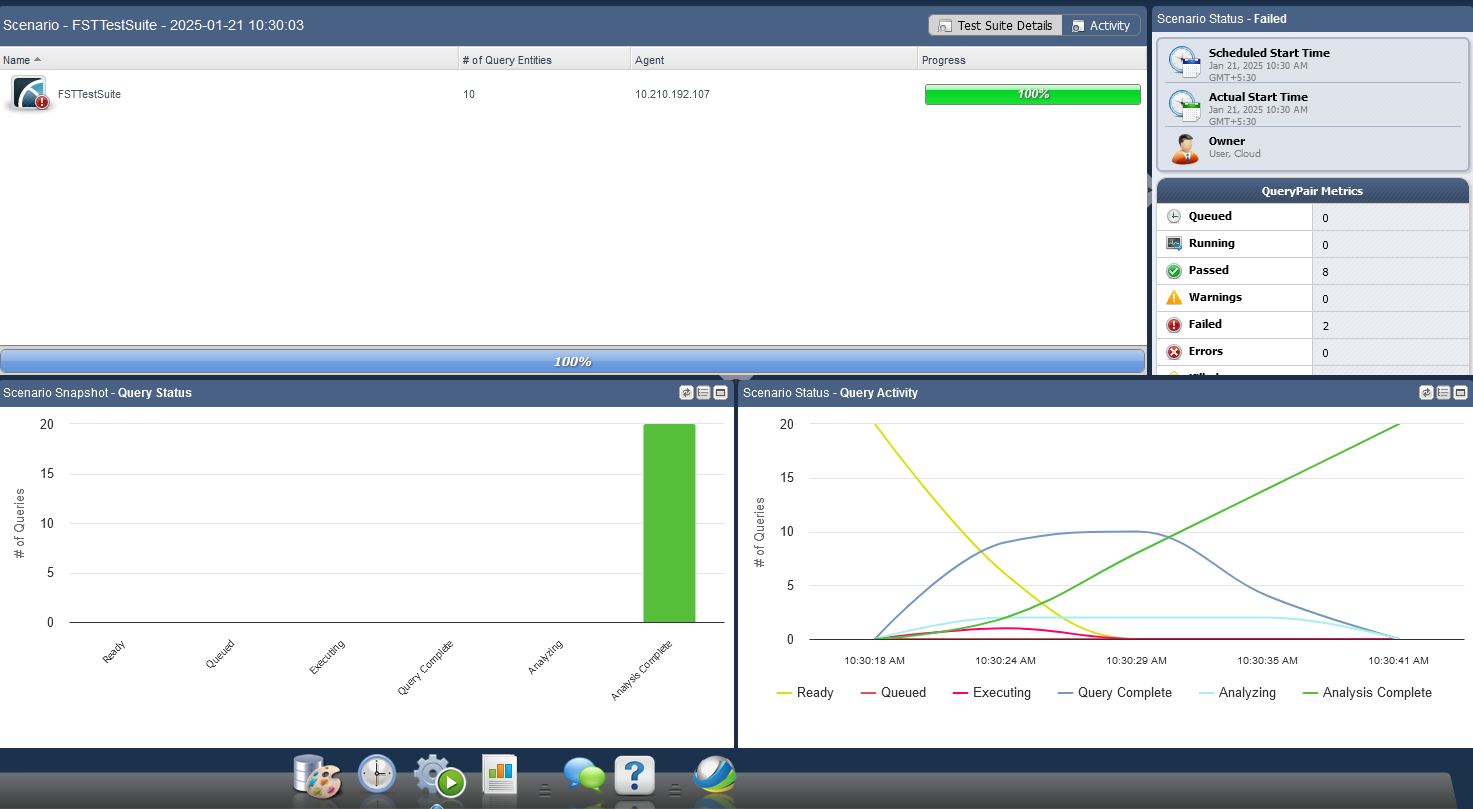 Scenario - FSTTestSuite - 2025-01-21 10:30:03
Test Suite Details
Activity
Name
# of Query Entities
Agent
Progress
FSTTestSuite
10
10.210.192.107
100%
100%
Scenario Status - Failed
Scheduled Start Time
Jan 21, 2025 10:30 AM
GMT+5:30
Actual Start Time
Jan 21, 2025 10:30 AM
GMT+5:30
Owner
User, Cloud
QueryPair Metrics
Queued 0
Running 0
Passed 8
Warnings 0
Failed 2
Errors 0
Scenario Snapshot - Query Status
20
15
10
5
0
# of Queries
Ready
Queued
Executing
Query Complete
Analyzing
Analysis Complete
Scenario Status - Query Activity
20
15
10
5
0
# of Queries
10:30:18 AM
10:30:24 AM
10:30:29 AM
10:30:35 AM
10:30:41 AM
Ready
Queued
Executing
Query Complete
Analyzing
Analysis Complete
?